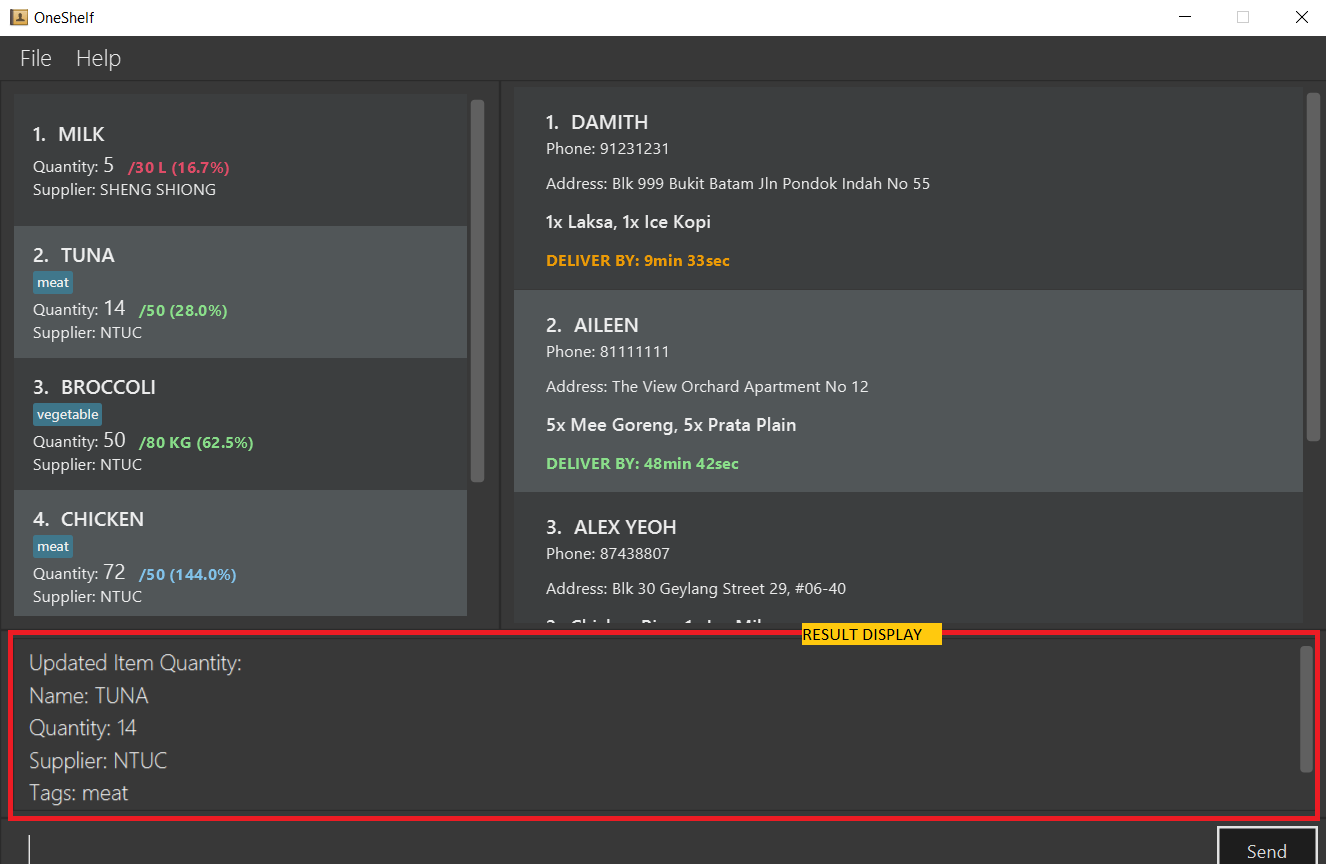 OneShelf
File Help
1. MILK
Quantity: 5 /30 L (16.7%)
Supplier: SHENG SHIONG
2. TUNA
meat
Quantity: 14 /50 (28.0%)
Supplier: NTUC
3. BROCCOLI
vegetable
Quantity: 50 /80 KG (62.5%)
Supplier: NTUC
4. CHICKEN
meat
Quantity: 72 /50 (144.0%)
Supplier: NTUC
1. DAMITH
Phone: 91231231
Address: Blk 999 Bukit Batam Jln Pondok Indah No 55
1x Laksa, 1x Ice Kopi
DELIVER BY: 9min 33sec
2. AILEEN
Phone: 81111111
Address: The View Orchard Apartment No 12
5x Mee Goreng, 5x Prata Plain
DELIVER BY: 48min 42sec
3. ALEX YEOH
Phone: 87438807
Address: Blk 30 Geylang Street 29, #06-40
RESULT DISPLAY
Updated Item Quantity:
Name: TUNA
Quantity: 14
Supplier: NTUC
Tags: meat
Send